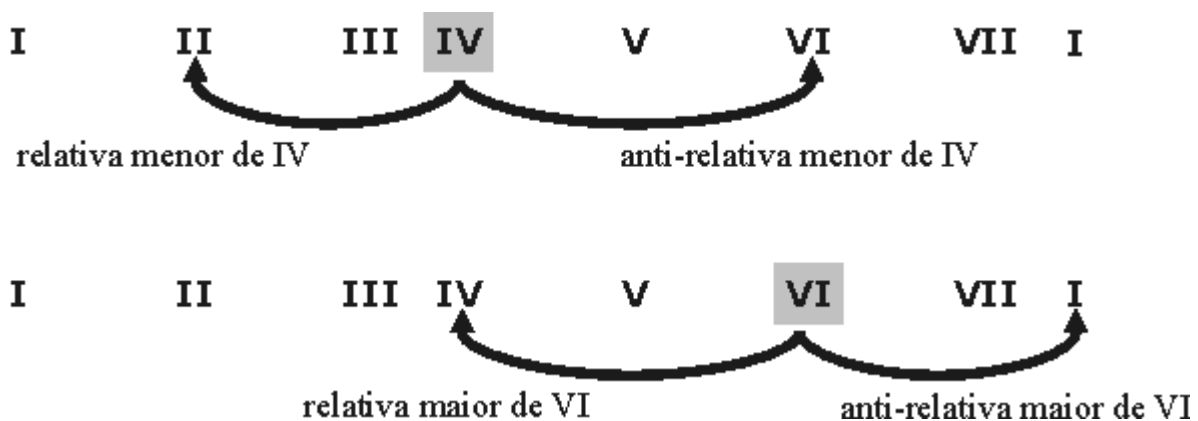 I II III IV V VI VII I
relativa menor de IV anti-relativa menor de IV
I II III IV V VI VII I
relativa maior de VI anti-relativa maior de VI